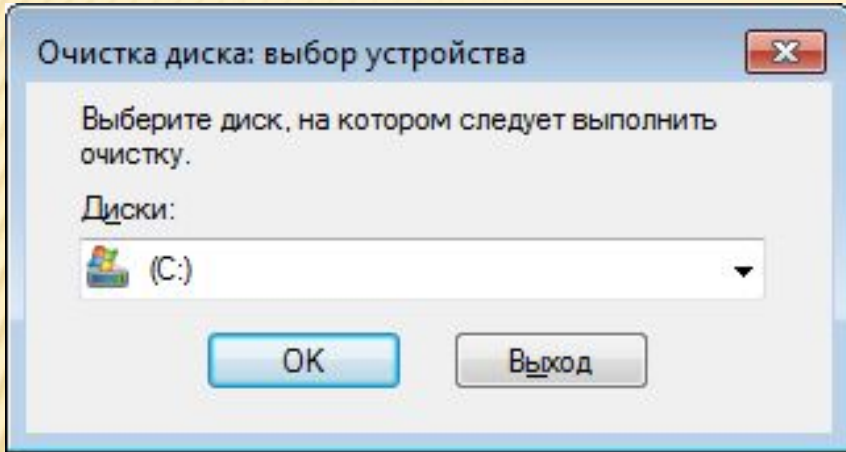 Очистка диска: выбор устройства
Выберите диск, на котором следует выполнить
очистку.
Диски:
(C:)
OK
Выход